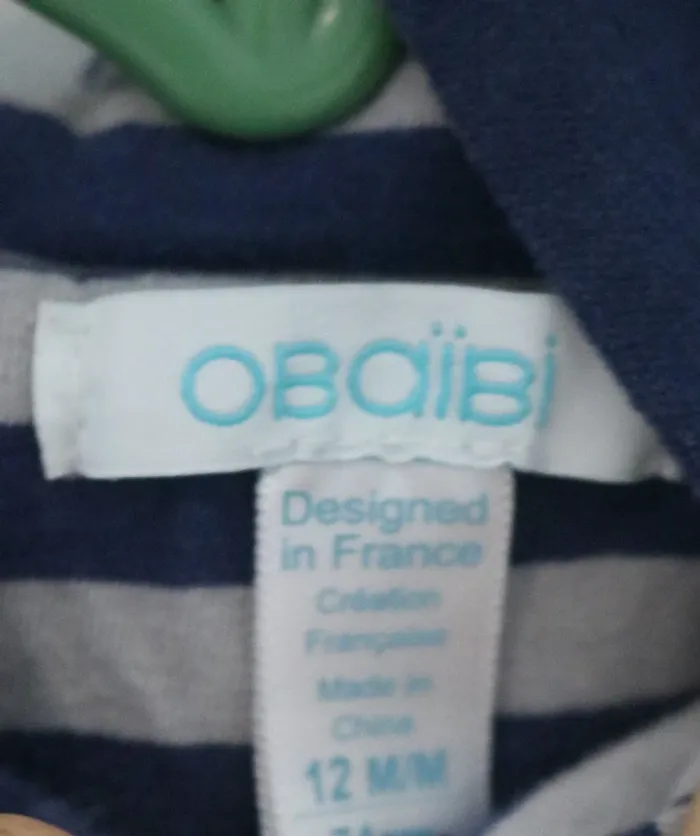 OBaïBi
Designed
in France
Création
Française
Made in
China
12 M/M